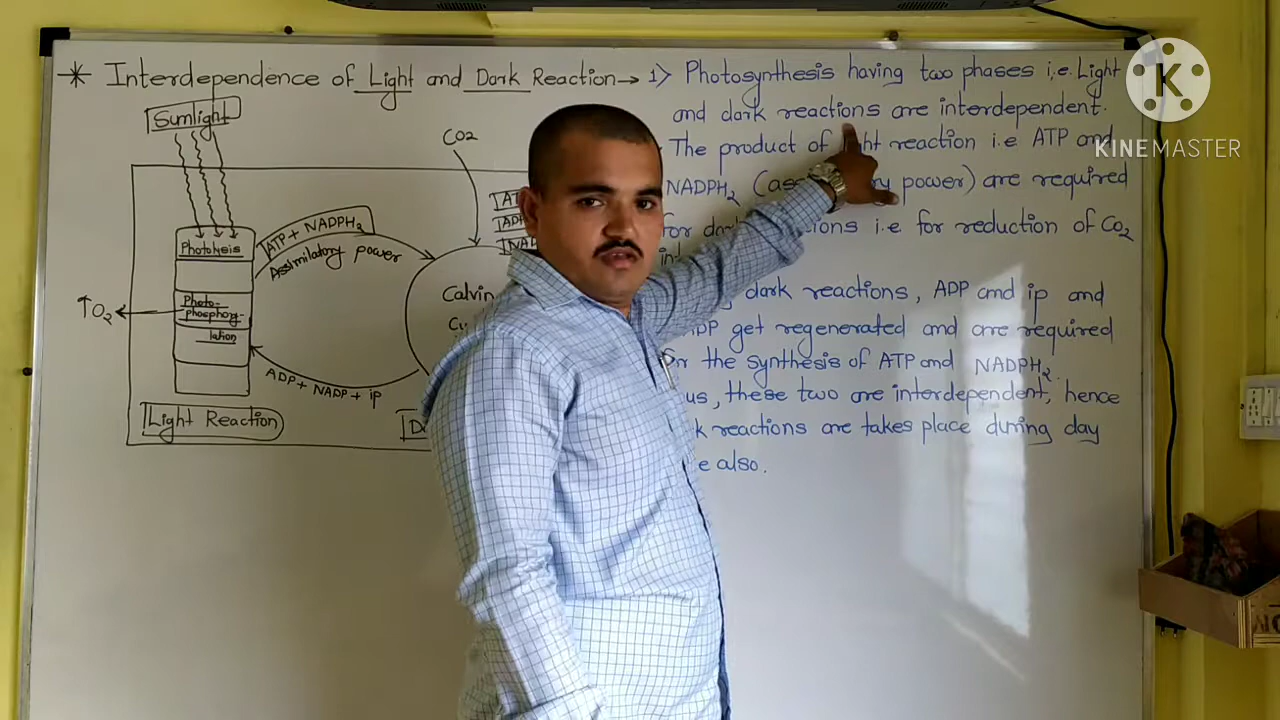 * Interdependence of Light and Dark Reaction → 1) Photosynthesis having two phases i.e. Light
and dark reactions are interdependent.
The product of light reaction i.e ATP and
NADPH₂ power) are required
i.e for reduction of CO₂
dark reactions, ADP and ip and
get regenerated and are required
the synthesis of ATP and NADPH₂.
these two are interdependent, hence
reactions are takes place during day
also.
Sunlight
CO2
ATP + NADPH₂
Assimilatory power
Photolysis
Photo-
phosphory-
lation
↑O₂
Calvin
ADP + NADP + ip
Light Reaction
K
KINEMASTER